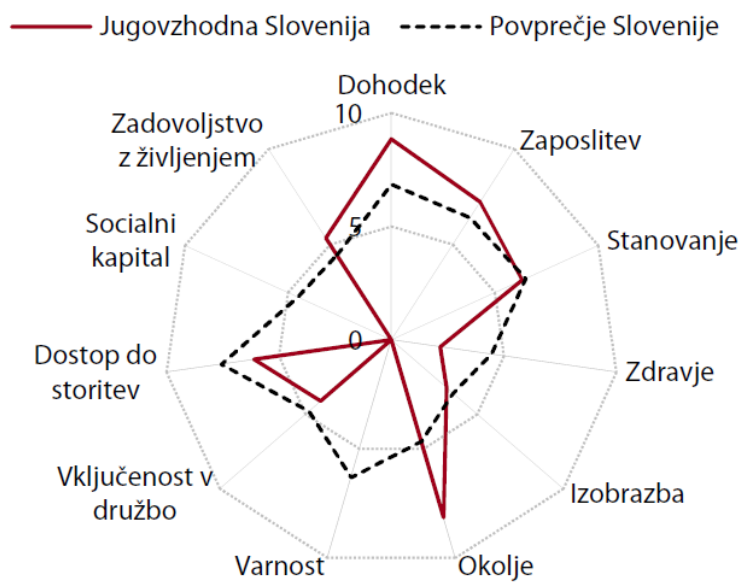 Jugovzhodna Slovenija
Povprečje Slovenije
Dohodek
10
Zaposlitev
Stanovanje
Zdravje
Izobrazba
Okolje
Varnost
Vključenost v
družbo
Dostop do
storitev
Socialni
kapital
Zadovoljstvo
z življenjem
5
0